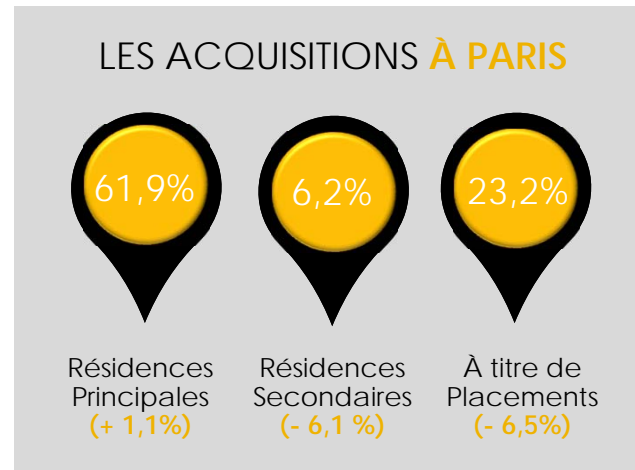 LES ACQUISITIONS À PARIS
61,9%
6,2%
23,2%
Résidences
Principales
(+ 1,1%)
Résidences
Secondaires
(- 6,1 %)
À titre de
Placements
(- 6,5%)